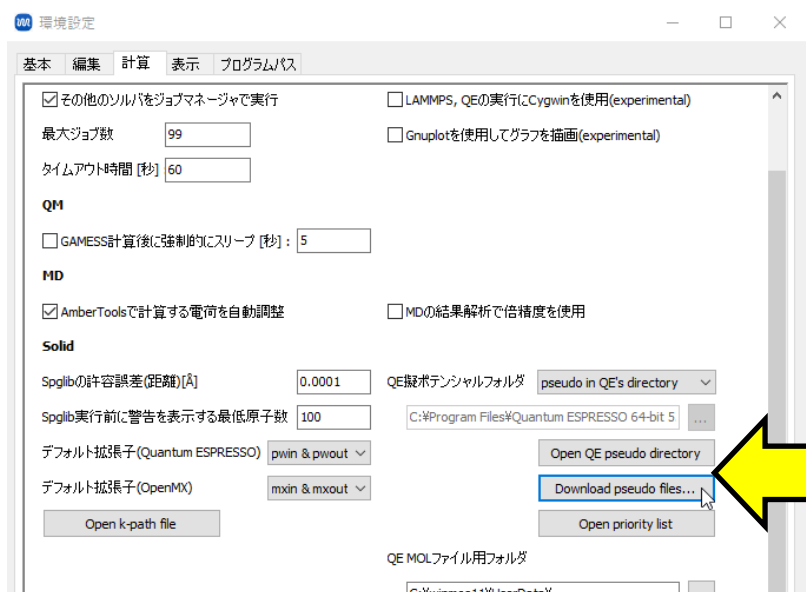 環境設定
基本 編集 計算 表示 プログラムパス
その他のソルバをジョブマネージャで実行
LAMMPS, QEの実行にCygwinを使用(experimental)
最大ジョブ数 99
Gnuplotを使用してグラフを描画(experimental)
タイムアウト時間 [秒] 60
QM
GAMESS計算後に強制的にスリープ [秒] : 5
MD
AmberToolsで計算する電荷を自動調整
MDの結果解析で倍精度を使用
Solid
Spglibの許容誤差(距離)[Å] 0.0001
QE擬ポテンシャルフォルダ pseudo in QE's directory
Spglib実行前に警告を表示する最低原子数 100
C:¥Program Files¥Quantum ESPRESSO 64-bit 5 ...
デフォルト拡張子(Quantum ESPRESSO) pwin & pwout
Open QE pseudo directory
デフォルト拡張子(OpenMX) mxin & mxout
Download pseudo files...
Open k-path file
Open priority list
QE MOLファイル用フォルダ